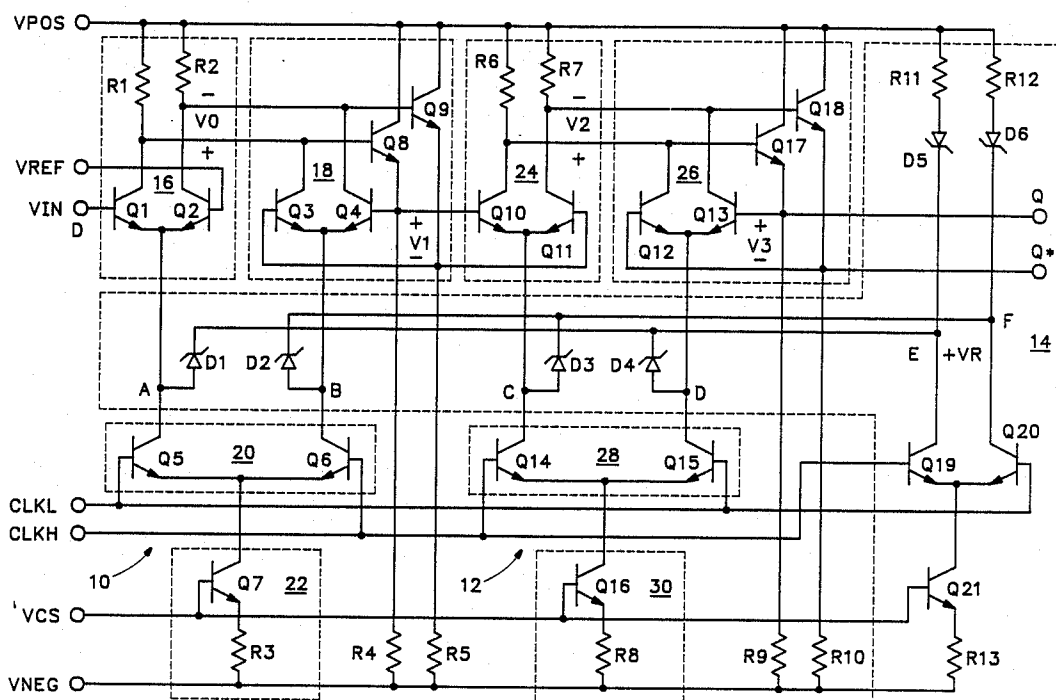 VPOS
R1 R2 R6 R7 R11 R12
Q9 Q18
V0 Q8 V2 Q17 D5 D6
− + − +
VREF
16 18 24 26
VIN Q1 Q2 Q3 Q4 Q10 Q11 Q12 Q13 Q
D
+ V1 − + V3 −
Q*
F
E +VR 14
D1 D2 D3 D4
A B C D
Q5 20 Q6 Q14 28 Q15 Q19 Q20
CLKL
CLKH
10 12
Q7 22 Q16 30 Q21
'VCS
R3 R4 R5 R8 R9 R10 R13
VNEG